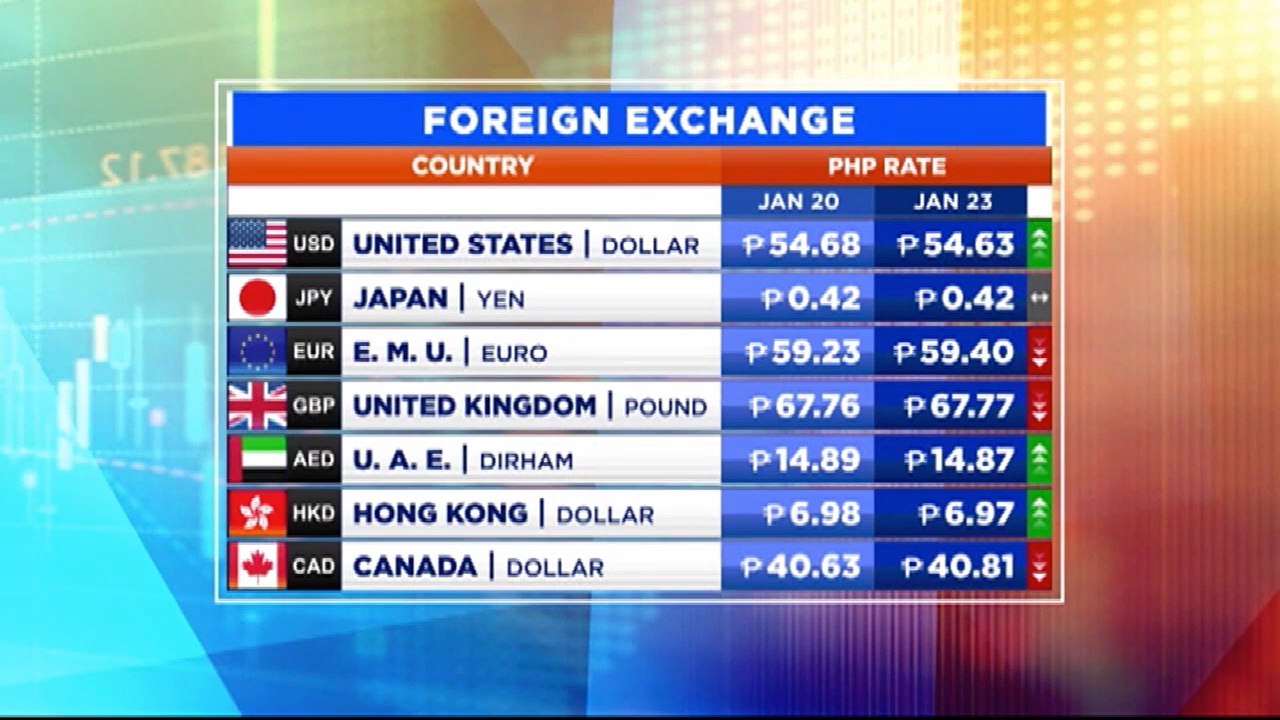 87.12
FOREIGN EXCHANGE
COUNTRY PHP RATE
JAN 20 JAN 23
USD UNITED STATES | DOLLAR ₱54.68 ₱54.63
JPY JAPAN | YEN ₱0.42 ₱0.42
EUR E. M. U. | EURO ₱59.23 ₱59.40
GBP UNITED KINGDOM | POUND ₱67.76 ₱67.77
AED U. A. E. | DIRHAM ₱14.89 ₱14.87
HKD HONG KONG | DOLLAR ₱6.98 ₱6.97
CAD CANADA | DOLLAR ₱40.63 ₱40.81